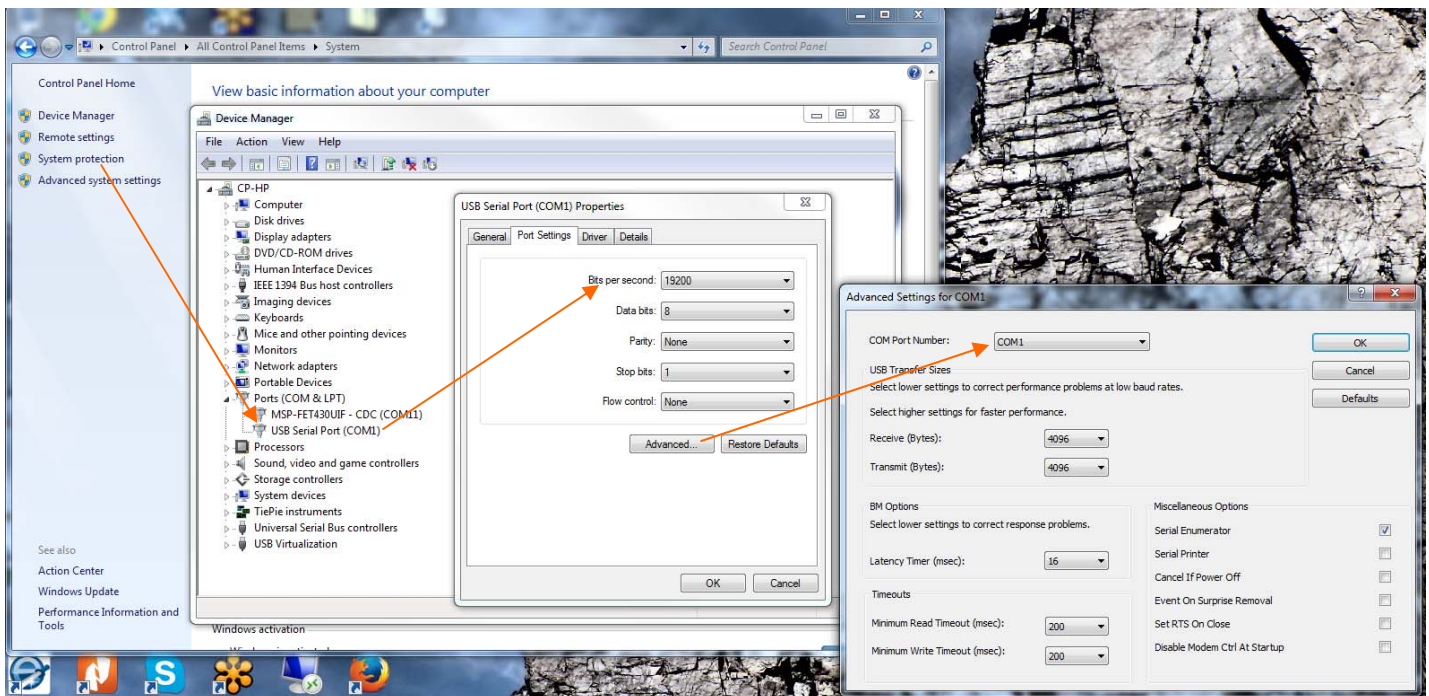 Control Panel ▸ All Control Panel Items ▸ System
Search Control Panel
Control Panel Home
Device Manager
Remote settings
System protection
Advanced system settings
See also
Action Center
Windows Update
Performance Information and
Tools
View basic information about your computer
Windows activation
Device Manager
File Action View Help
CP-HP
Computer
Disk drives
Display adapters
DVD/CD-ROM drives
Human Interface Devices
IEEE 1394 Bus host controllers
Imaging devices
Keyboards
Mice and other pointing devices
Monitors
Network adapters
Portable Devices
Ports (COM & LPT)
MSP-FET430UIF - CDC (COM11)
USB Serial Port (COM1)
Processors
Sound, video and game controllers
Storage controllers
System devices
TiePie instruments
Universal Serial Bus controllers
USB Virtualization
USB Serial Port (COM1) Properties
General Port Settings Driver Details
Bits per second: 19200
Data bits: 8
Parity: None
Stop bits: 1
Flow control: None
Advanced... Restore Defaults
OK Cancel
Advanced Settings for COM1
COM Port Number: COM1
OK
Cancel
Defaults
USB Transfer Sizes
Select lower settings to correct performance problems at low baud rates.
Select higher settings for faster performance.
Receive (Bytes): 4096
Transmit (Bytes): 4096
BM Options
Select lower settings to correct response problems.
Latency Timer (msec): 16
Timeouts
Minimum Read Timeout (msec): 200
Minimum Write Timeout (msec): 200
Miscellaneous Options
Serial Enumerator
Serial Printer
Cancel If Power Off
Event On Surprise Removal
Set RTS On Close
Disable Modem Ctrl At Startup